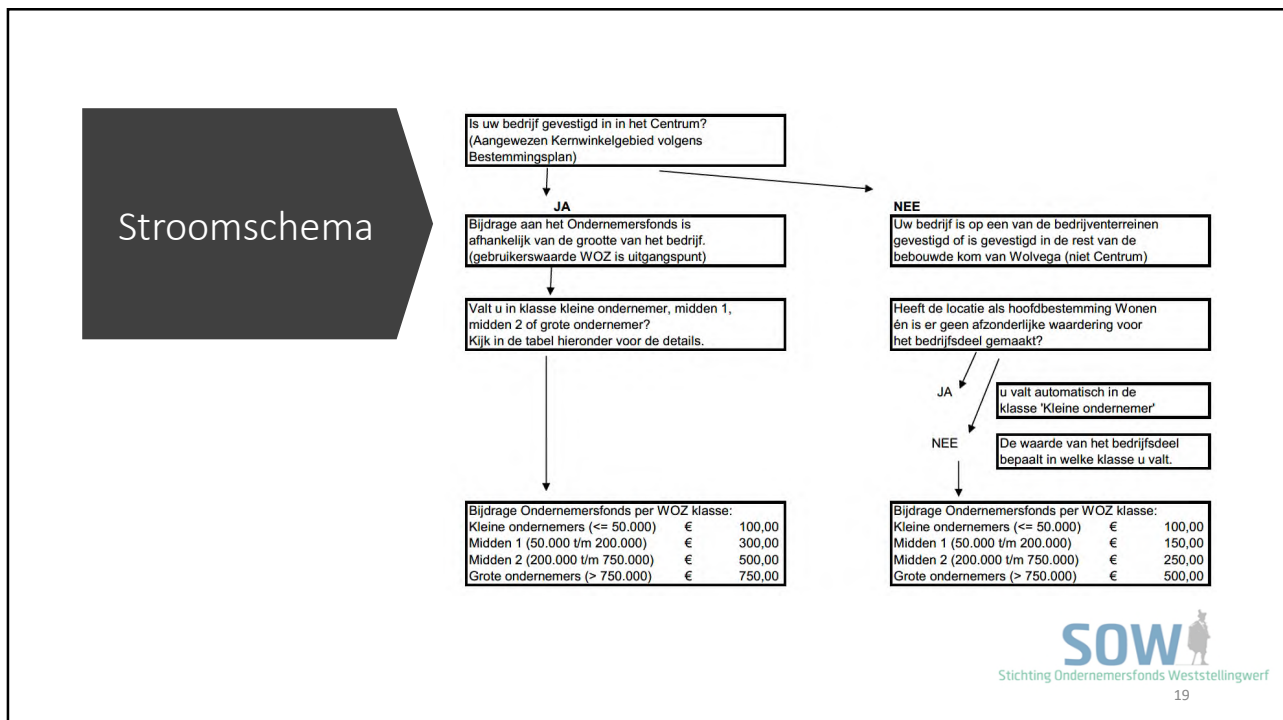 Stroomschema
Is uw bedrijf gevestigd in in het Centrum?
(Aangewezen Kernwinkelgebied volgens
Bestemmingsplan)
JA
Bijdrage aan het Ondernemersfonds is
afhankelijk van de grootte van het bedrijf.
(gebruikerswaarde WOZ is uitgangspunt)
Valt u in klasse kleine ondernemer, midden 1,
midden 2 of grote ondernemer?
Kijk in de tabel hieronder voor de details.
Bijdrage Ondernemersfonds per WOZ klasse:
Kleine ondernemers (<= 50.000) € 100,00
Midden 1 (50.000 t/m 200.000) € 300,00
Midden 2 (200.000 t/m 750.000) € 500,00
Grote ondernemers (> 750.000) € 750,00
NEE
Uw bedrijf is op een van de bedrijventerreinen
gevestigd of is gevestigd in de rest van de
bebouwde kom van Wolvega (niet Centrum)
Heeft de locatie als hoofdbestemming Wonen
én is er geen afzonderlijke waardering voor
het bedrijfsdeel gemaakt?
JA
u valt automatisch in de
klasse 'Kleine ondernemer'
NEE
De waarde van het bedrijfsdeel
bepaalt in welke klasse u valt.
Bijdrage Ondernemersfonds per WOZ klasse:
Kleine ondernemers (<= 50.000) € 100,00
Midden 1 (50.000 t/m 200.000) € 150,00
Midden 2 (200.000 t/m 750.000) € 250,00
Grote ondernemers (> 750.000) € 500,00
SOW
Stichting Ondernemersfonds Weststellingwerf
19